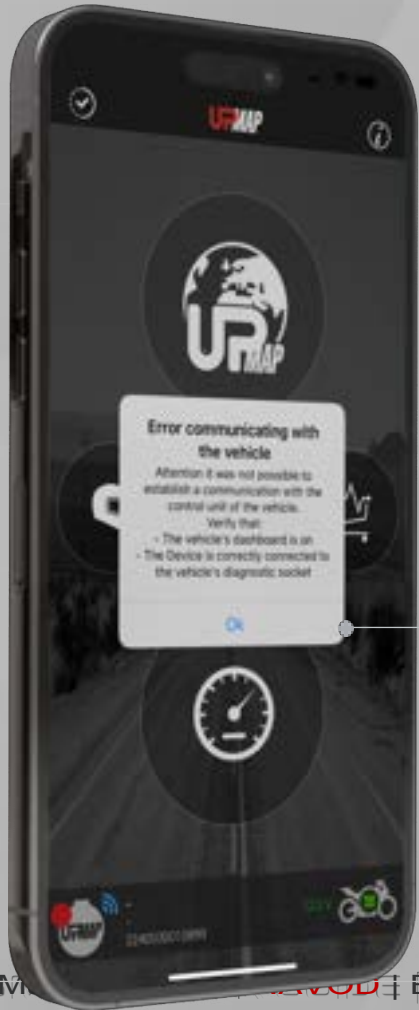 UPMAP
UPMAP
Error communicating with
the vehicle
Attention it was not possible to
establish a communication with the
control unit of the vehicle.
Verify that:
- The vehicle's dashboard is on
- The Device is correctly connected to
the vehicle's diagnostic socket
Ok
UPMAP